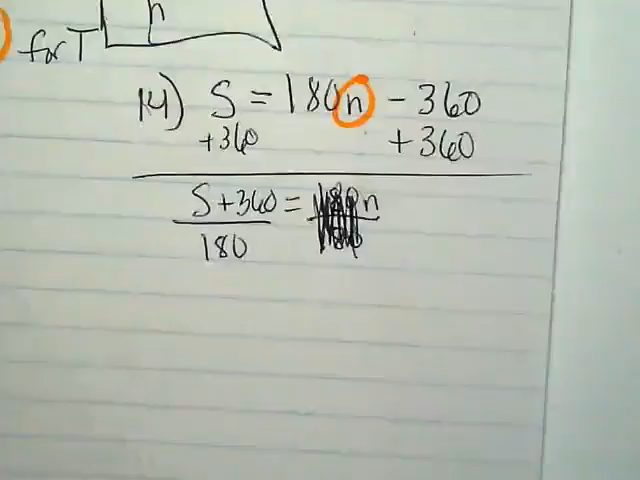 h
for T
14) S = 180n - 360
+360 +360
S + 360 = n
180